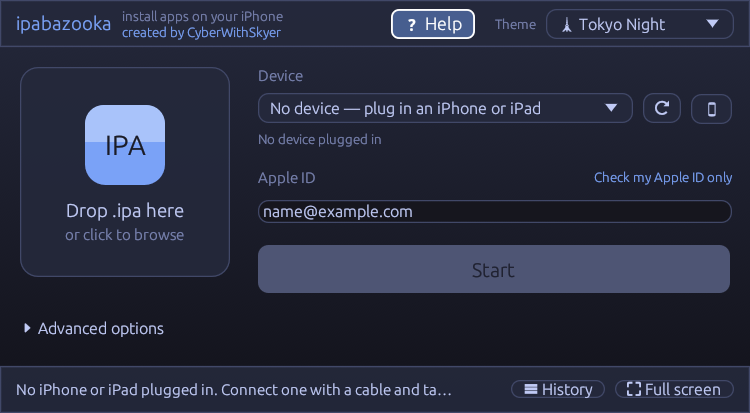 ipabazooka
install apps on your iPhone
created by CyberWithSkyer
? Help
Theme
Tokyo Night
Device
No device — plug in an iPhone or iPad
No device plugged in
IPA
Drop .ipa here
or click to browse
Apple ID
Check my Apple ID only
name@example.com
Start
Advanced options
No iPhone or iPad plugged in. Connect one with a cable and ta…
History
Full screen